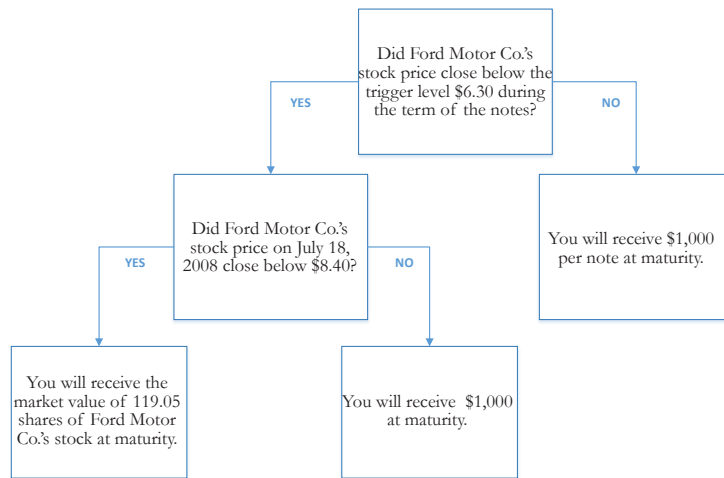 Did Ford Motor Co.'s
stock price close below the
trigger level $6.30 during
the term of the notes?
YES
NO
Did Ford Motor Co.'s
stock price on July 18,
2008 close below $8.40?
You will receive $1,000
per note at maturity.
YES
NO
You will receive the
market value of 119.05
shares of Ford Motor
Co.'s stock at maturity.
You will receive $1,000
at maturity.